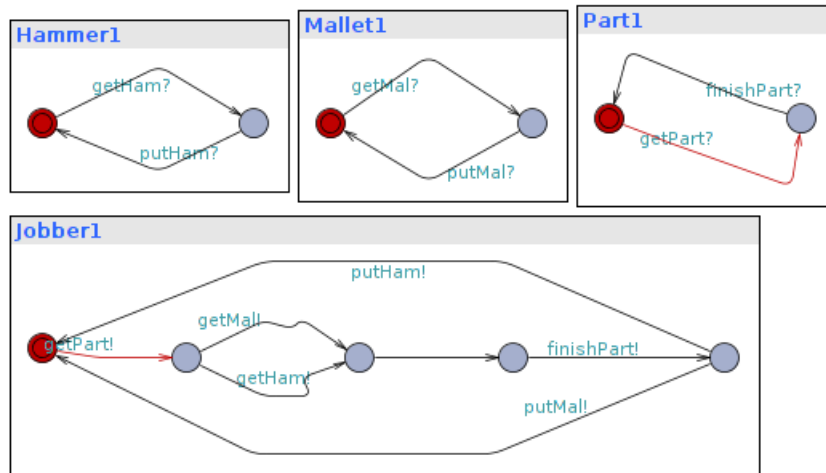 Hammer1
getHam?
putHam?
Mallet1
getMal?
putMal?
Part1
finishPart?
getPart?
Jobber1
putHam!
getMal!
getPart!
finishPart!
getHam!
putMal!